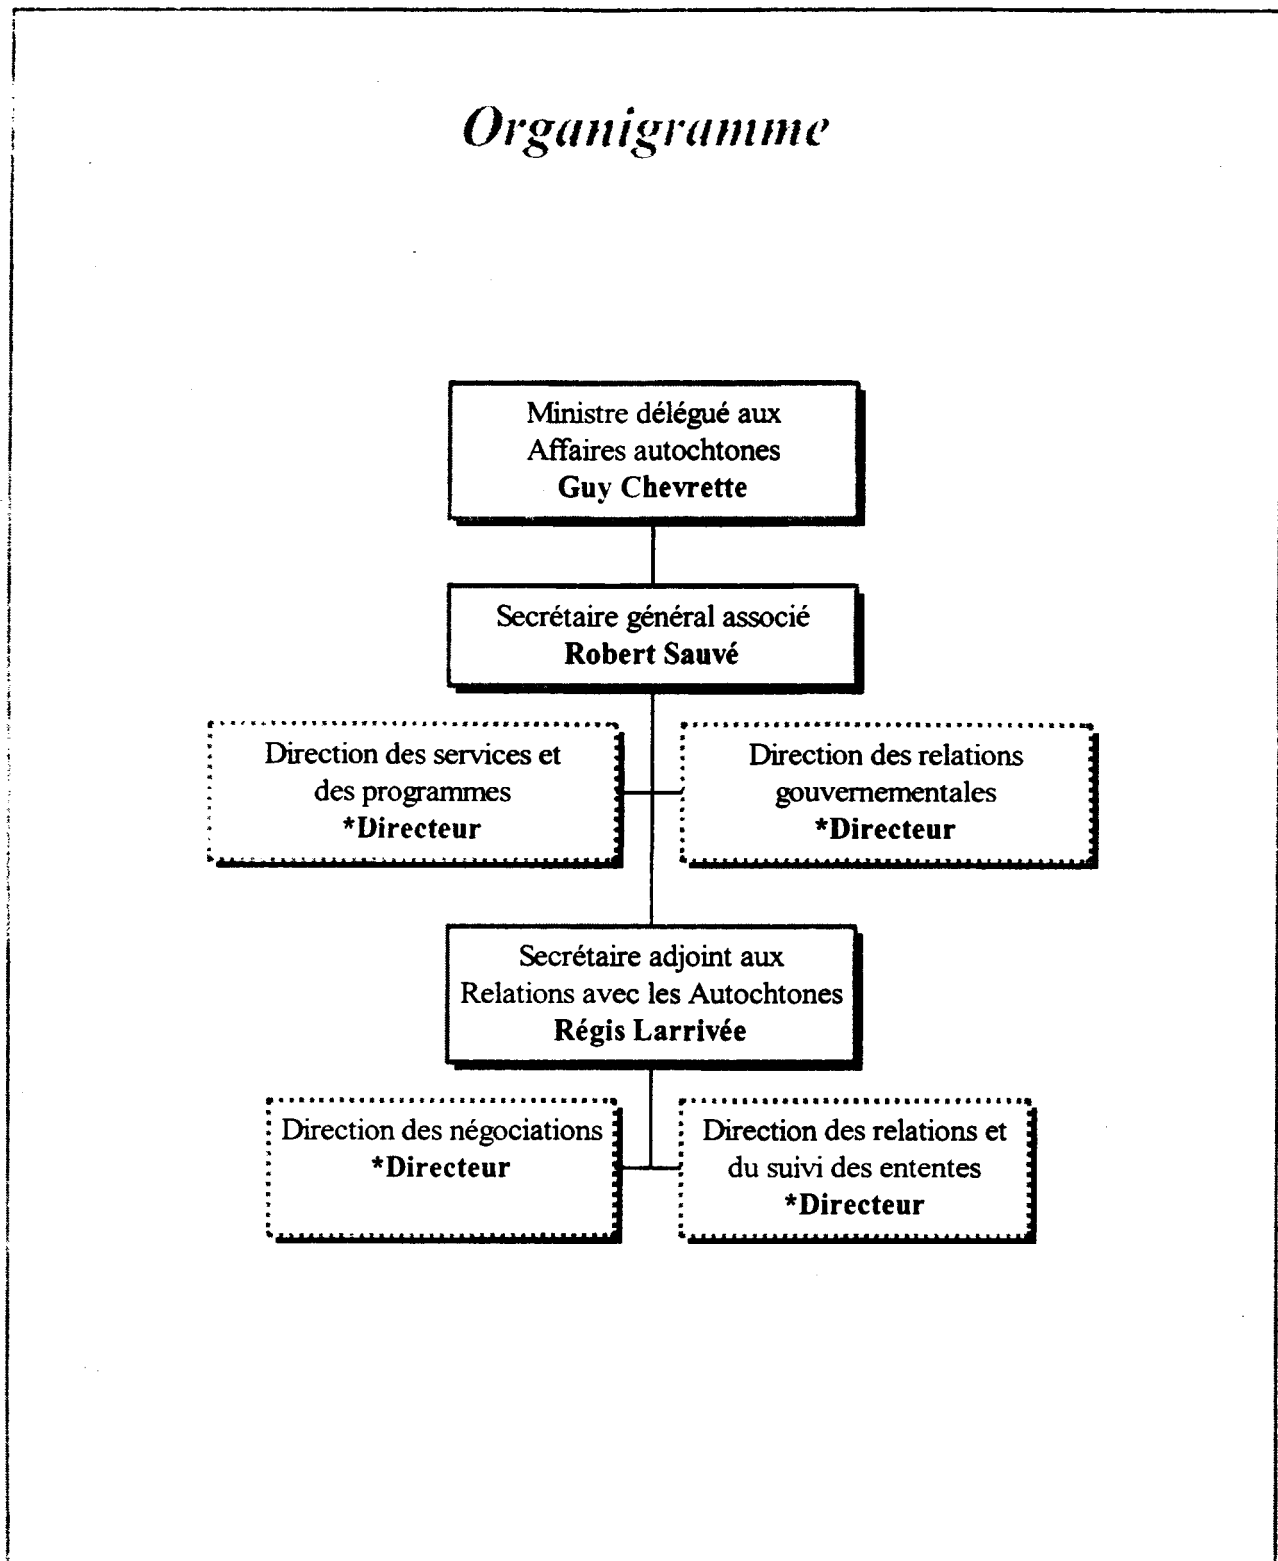 Organigramme
Ministre délégué aux
Affaires autochtones
Guy Chevrette
Secrétaire général associé
Robert Sauvé
Direction des services et
des programmes
*Directeur
Direction des relations
gouvernementales
*Directeur
Secrétaire adjoint aux
Relations avec les Autochtones
Régis Larrivée
Direction des négociations
*Directeur
Direction des relations et
du suivi des ententes
*Directeur